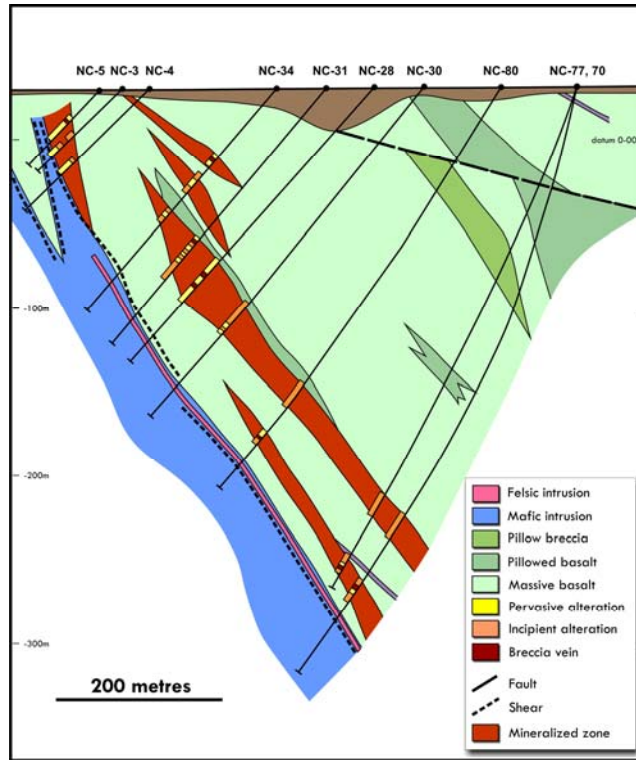 NC-5 NC-3 NC-4 NC-34 NC-31 NC-28 NC-30 NC-80 NC-77, 70
datum 0-00
-100m
-200m
-300m
200 metres
Felsic intrusion
Mafic intrusion
Pillow breccia
Pillowed basalt
Massive basalt
Pervasive alteration
Incipient alteration
Breccia vein
Fault
Shear
Mineralized zone